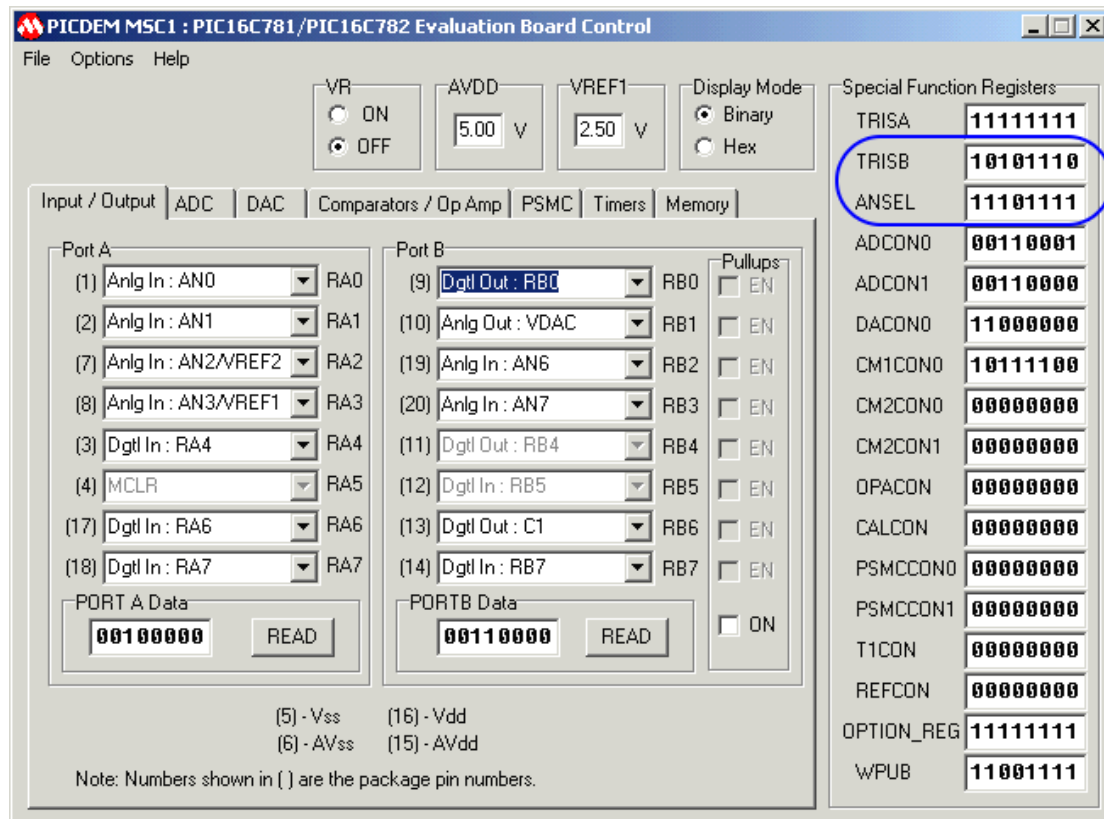 PICDEM MSC1 : PIC16C781/PIC16C782 Evaluation Board Control
File Options Help
VR
ON
OFF
AVDD
5.00 V
VREF1
2.50 V
Display Mode
Binary
Hex
Input / Output ADC DAC Comparators / Op Amp PSMC Timers Memory
Port A
(1) Anlg In : AN0 RA0
(2) Anlg In : AN1 RA1
(7) Anlg In : AN2/VREF2 RA2
(8) Anlg In : AN3/VREF1 RA3
(3) Dgtl In : RA4 RA4
(4) MCLR RA5
(17) Dgtl In : RA6 RA6
(18) Dgtl In : RA7 RA7
PORT A Data
00100000 READ
Port B
(9) Dgtl Out : RB0 RB0
(10) Anlg Out : VDAC RB1
(19) Anlg In : AN6 RB2
(20) Anlg In : AN7 RB3
(11) Dgtl Out : RB4 RB4
(12) Dgtl In : RB5 RB5
(13) Dgtl Out : C1 RB6
(14) Dgtl In : RB7 RB7
PORTB Data
00110000 READ
Pullups
EN
EN
EN
EN
EN
EN
EN
EN
ON
(5) - Vss (16) - Vdd
(6) - AVss (15) - AVdd
Note: Numbers shown in ( ) are the package pin numbers.
Special Function Registers
TRISA 11111111
TRISB 10101110
ANSEL 11101111
ADCON0 00110001
ADCON1 00110000
DACON0 11000000
CM1CON0 10111100
CM2CON0 00000000
CM2CON1 00000000
OPACON 00000000
CALCON 00000000
PSMCCON0 00000000
PSMCCON1 00000000
T1CON 00000000
REFCON 00000000
OPTION_REG 11111111
WPUB 11001111